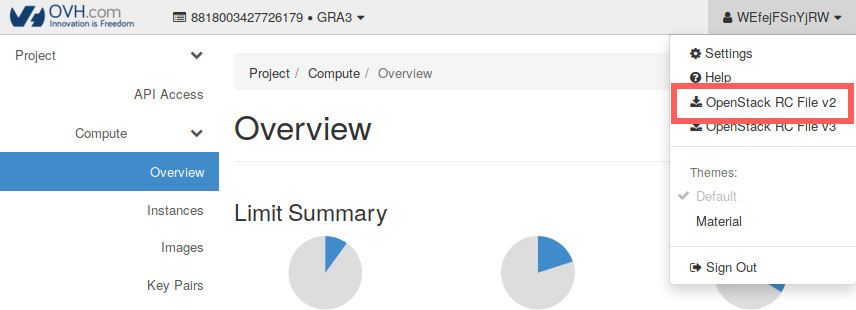 OVH.com
Innovation is Freedom
8818003427726179 • GRA3
WEfejFSnYjRW
Project
API Access
Compute
Overview
Instances
Images
Key Pairs
Project / Compute / Overview
Overview
Limit Summary
Settings
Help
OpenStack RC File v2
OpenStack RC File v3
Themes:
Default
Material
Sign Out